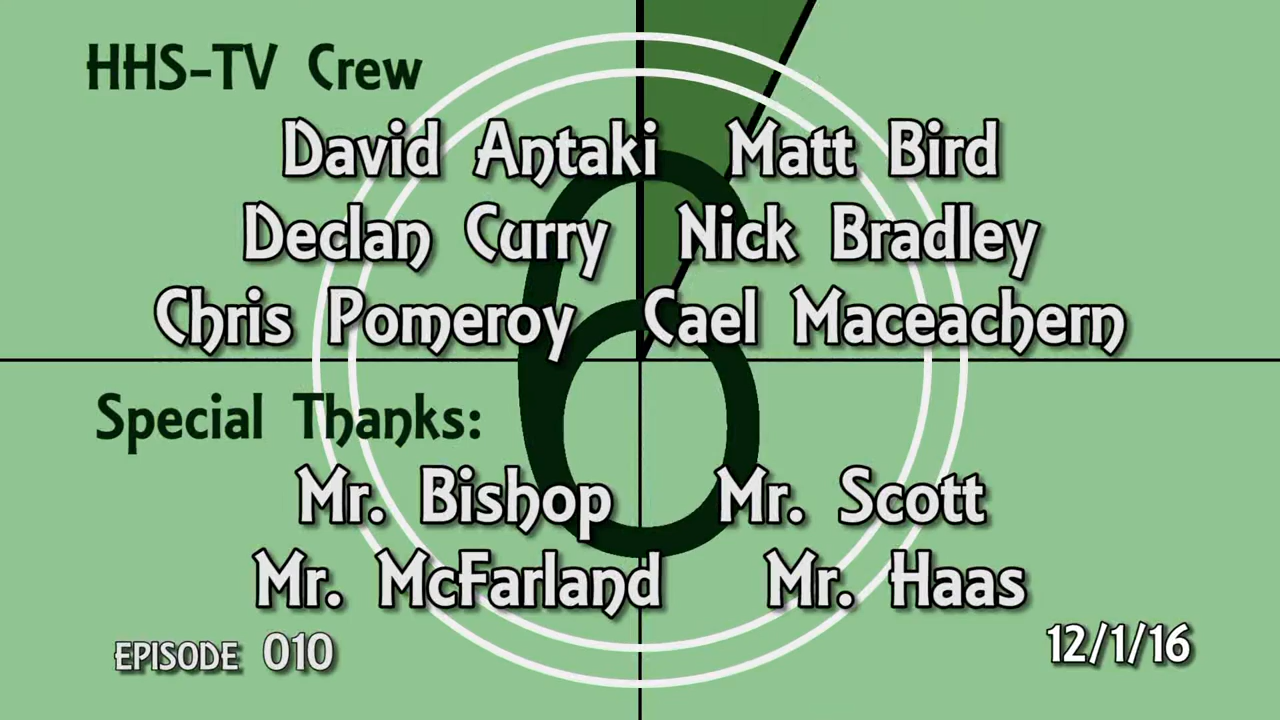 HHS-TV Crew
David Antaki Matt Bird
Declan Curry Nick Bradley
Chris Pomeroy Cael Maceachern
6
Special Thanks:
Mr. Bishop Mr. Scott
Mr. McFarland Mr. Haas
EPISODE 010 12/1/16